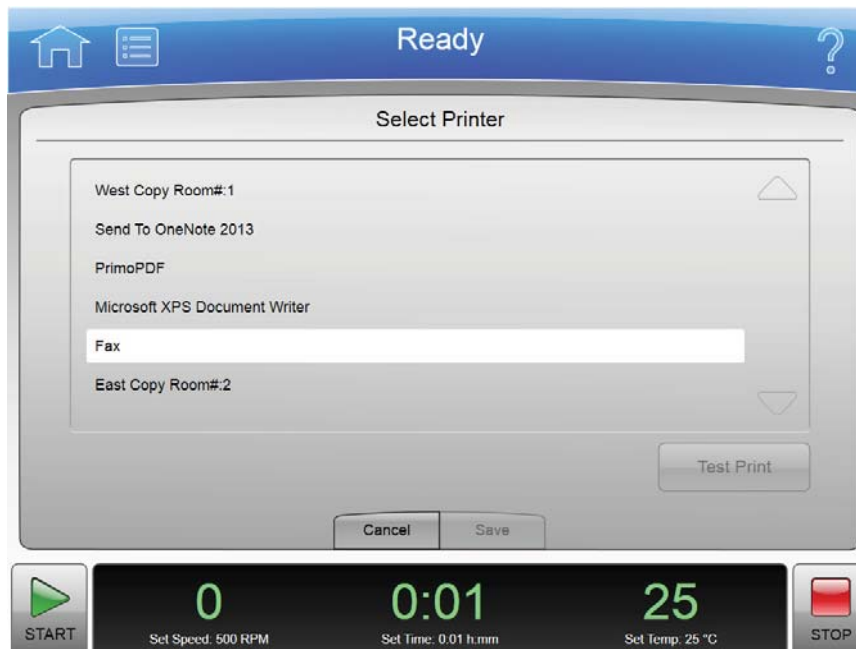 Ready
?
Select Printer
West Copy Room#:1
Send To OneNote 2013
PrimoPDF
Microsoft XPS Document Writer
Fax
East Copy Room#:2
Test Print
Cancel Save
0 0:01 25
START Set Speed: 500 RPM Set Time: 0:01 h:mm Set Temp: 25 °C STOP